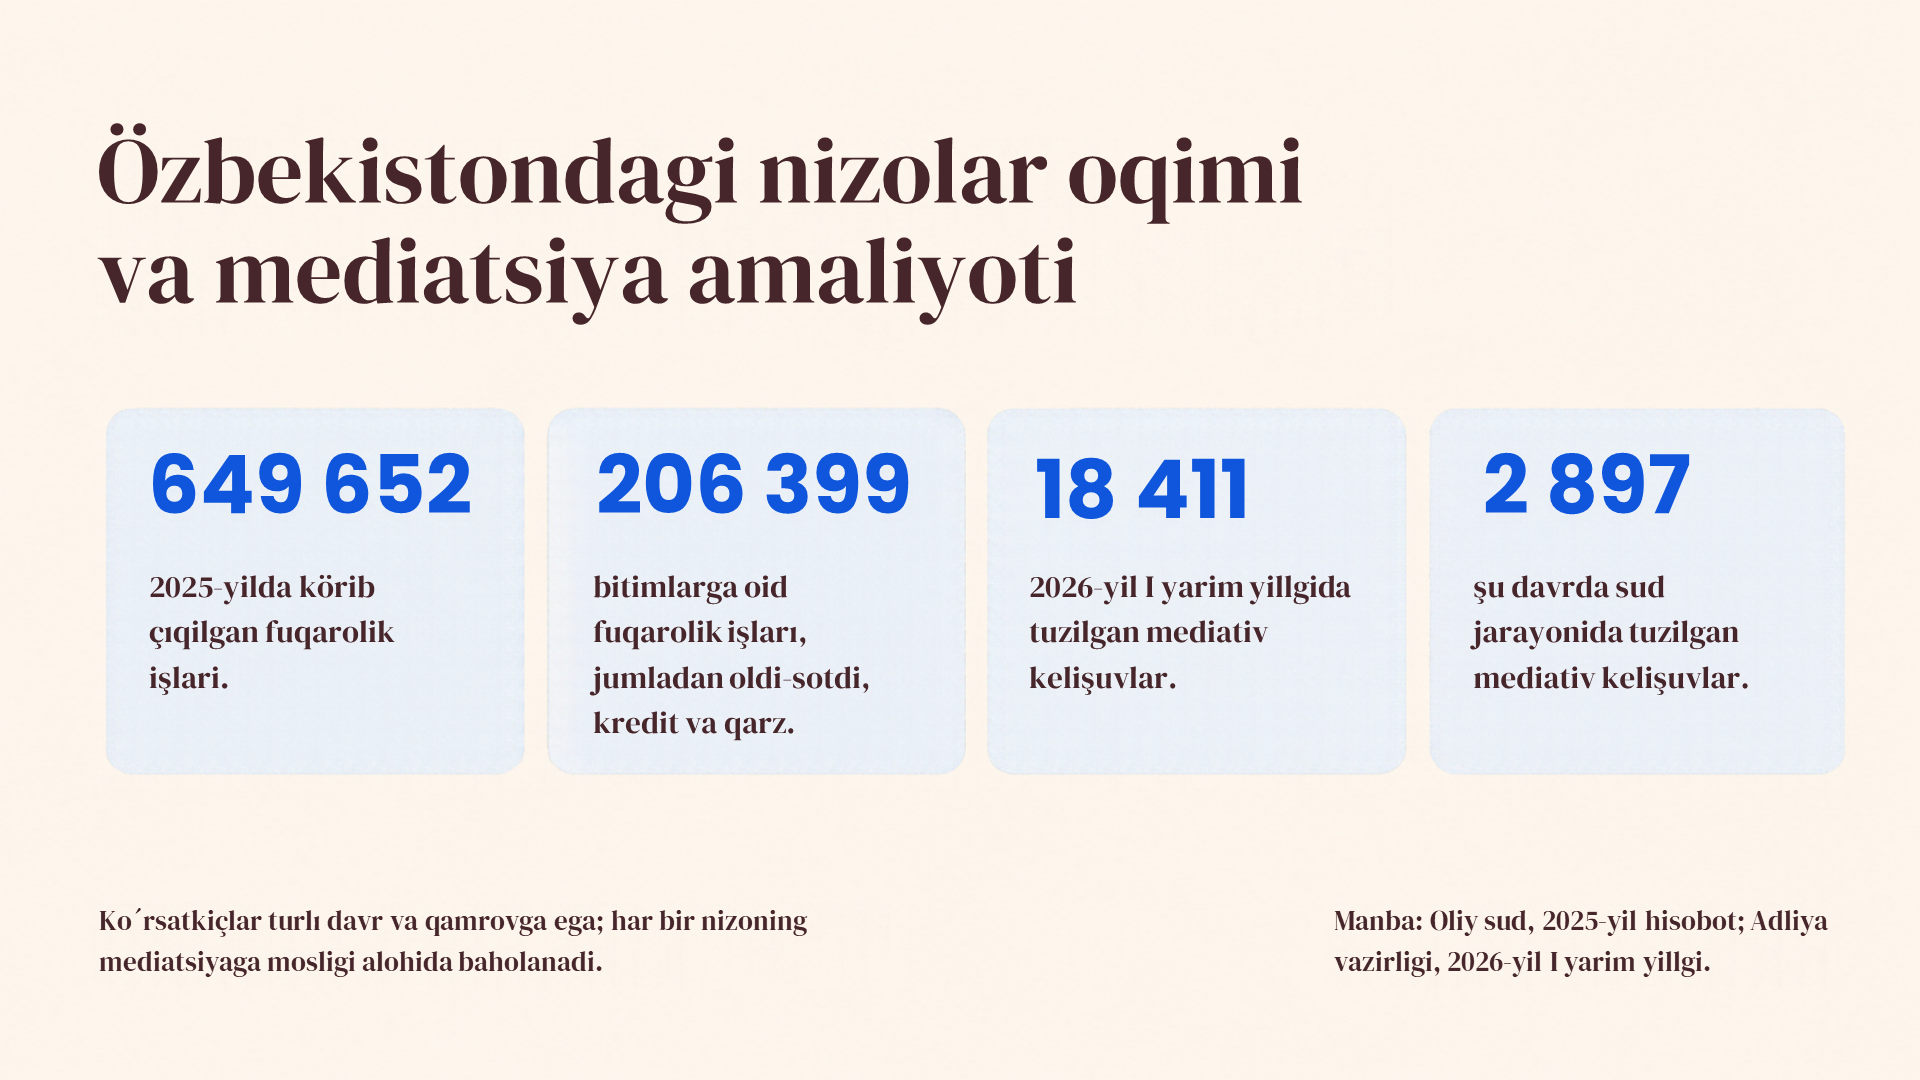 Özbekistondagi nizolar oqimi
va mediatsiya amaliyoti
649 652
2025-yilda körib
çıqilgan fuqarolik
işlari.
206 399
bitimlarga oid
fuqarolik işları,
jumladan oldi-sotdi,
kredit va qarz.
18 411
2026-yil I yarim yillgida
tuzilgan mediativ
kelişuvlar.
2 897
şu davrda sud
jarayonida tuzilgan
mediativ kelişuvlar.
Ko´rsatkiçlar turlı davr va qamrovga ega; har bir nizoning
mediatsiyaga mosligi alohida baholanadi.
Manba: Oliy sud, 2025-yil hisobot; Adliya
vazirligi, 2026-yil I yarim yillgi.